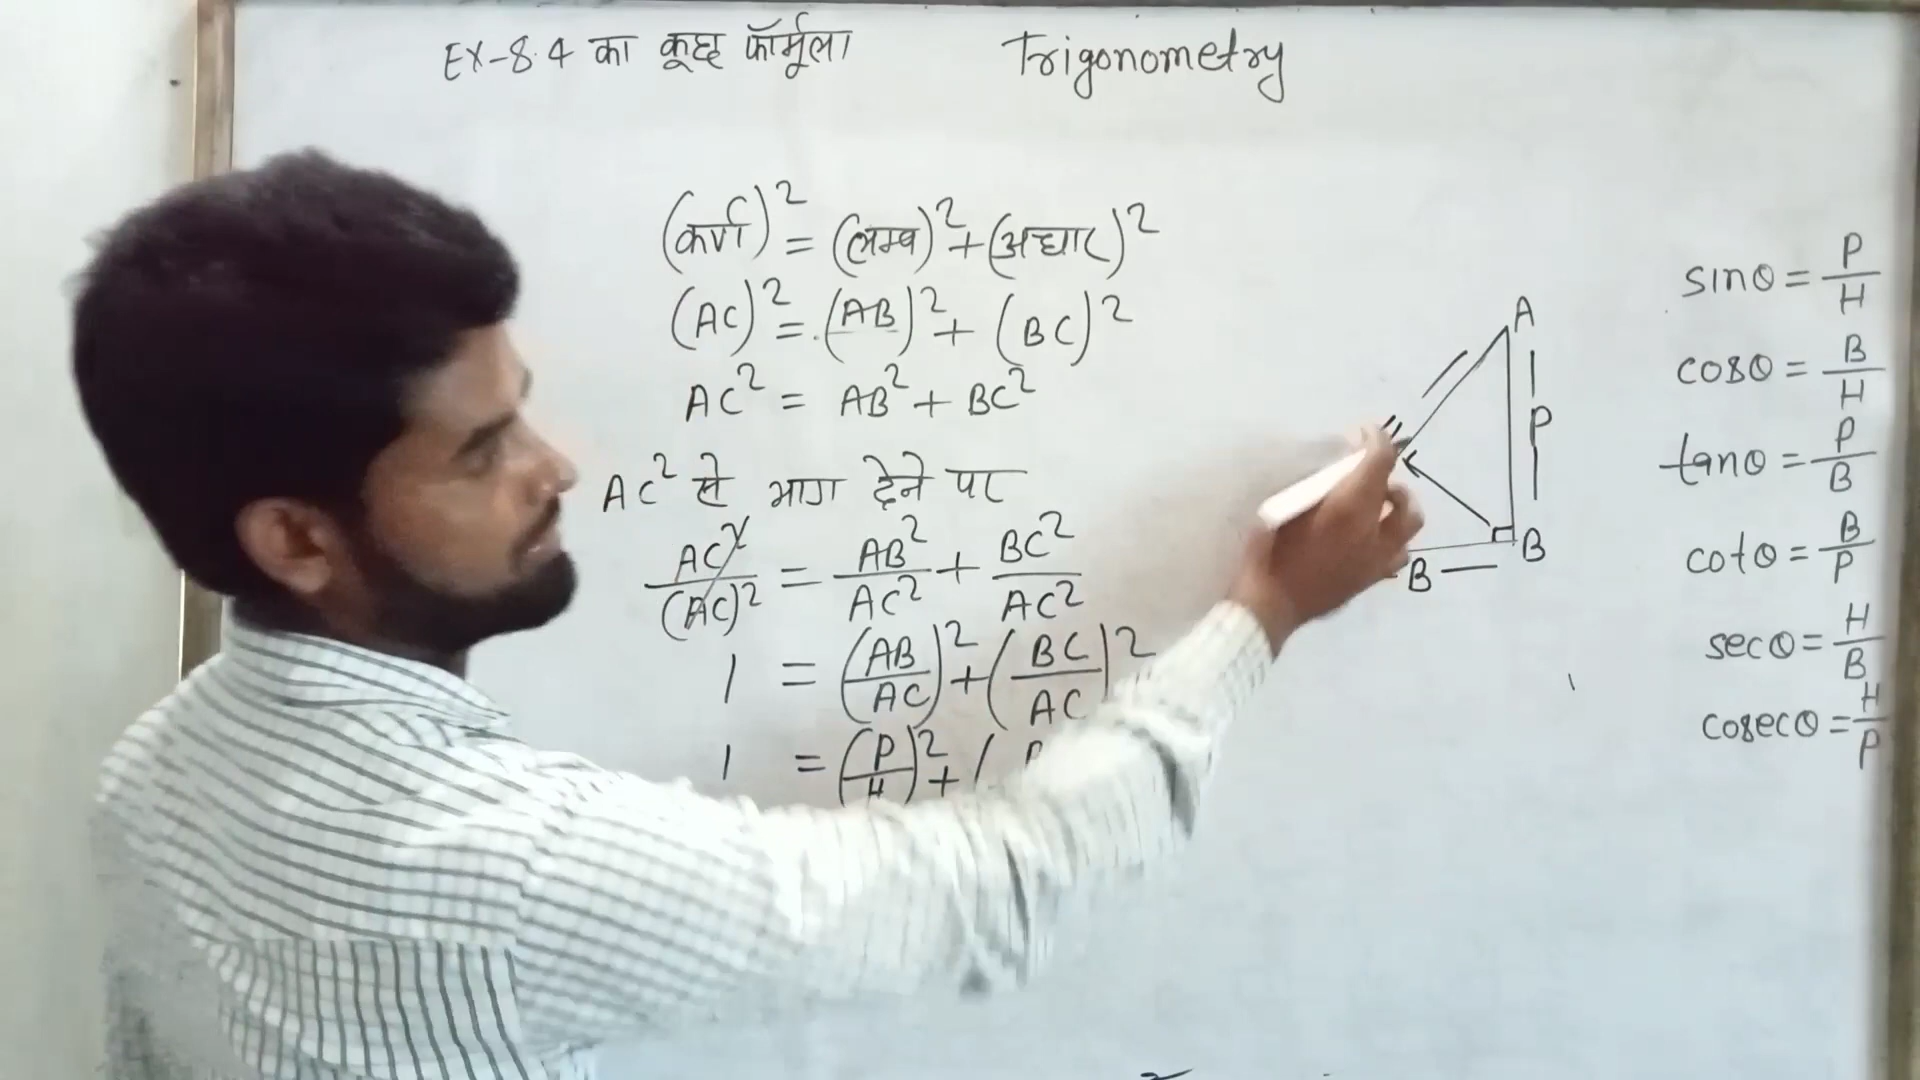 EX-8.4 का कूछ फॉर्मूला Trigonometry
(कर्ण)² = (लम्ब)² + (अधार)²
(AC)² = (AB)² + (BC)²
AC² = AB² + BC²
AC² से भाग देने पर
AC²/(AC)² = AB²/AC² + BC²/AC²
1 = (AB/AC)² + (BC/AC)²
1 = (P/H)² + (
A
P
B
B
sinθ = P/H
cosθ = B/H
tanθ = P/B
cotθ = B/P
secθ = H/B
cosecθ = H/P